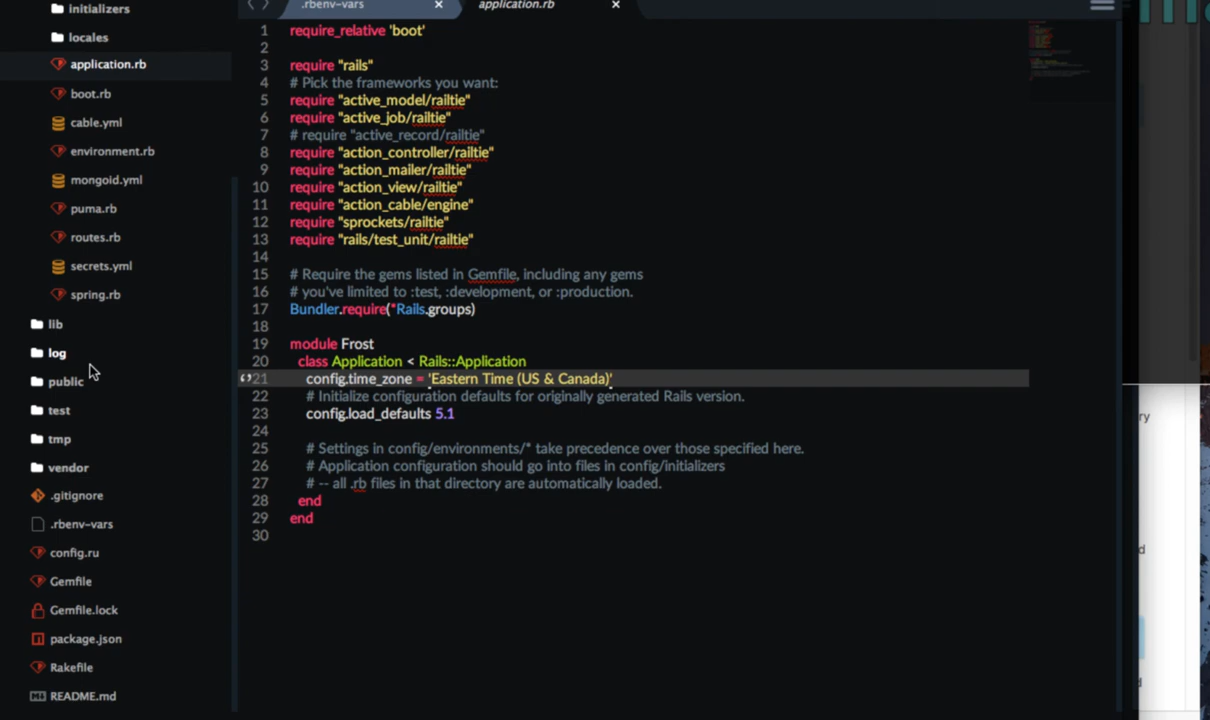 initializers
locales
application.rb
boot.rb
cable.yml
environment.rb
mongoid.yml
puma.rb
routes.rb
secrets.yml
spring.rb
lib
log
public
test
tmp
vendor
.gitignore
.rbenv-vars
config.ru
Gemfile
Gemfile.lock
package.json
Rakefile
README.md
.rbenv-vars
application.rb
1 require_relative 'boot'
2
3 require "rails"
4 # Pick the frameworks you want:
5 require "active_model/railtie"
6 require "active_job/railtie"
7 # require "active_record/railtie"
8 require "action_controller/railtie"
9 require "action_mailer/railtie"
10 require "action_view/railtie"
11 require "action_cable/engine"
12 require "sprockets/railtie"
13 require "rails/test_unit/railtie"
14
15 # Require the gems listed in Gemfile, including any gems
16 # you've limited to :test, :development, or :production.
17 Bundler.require(*Rails.groups)
18
19 module Frost
20 class Application < Rails::Application
21 config.time_zone = 'Eastern Time (US & Canada)'
22 # Initialize configuration defaults for originally generated Rails version.
23 config.load_defaults 5.1
24
25 # Settings in config/environments/* take precedence over those specified here.
26 # Application configuration should go into files in config/initializers
27 # -- all .rb files in that directory are automatically loaded.
28 end
29 end
30